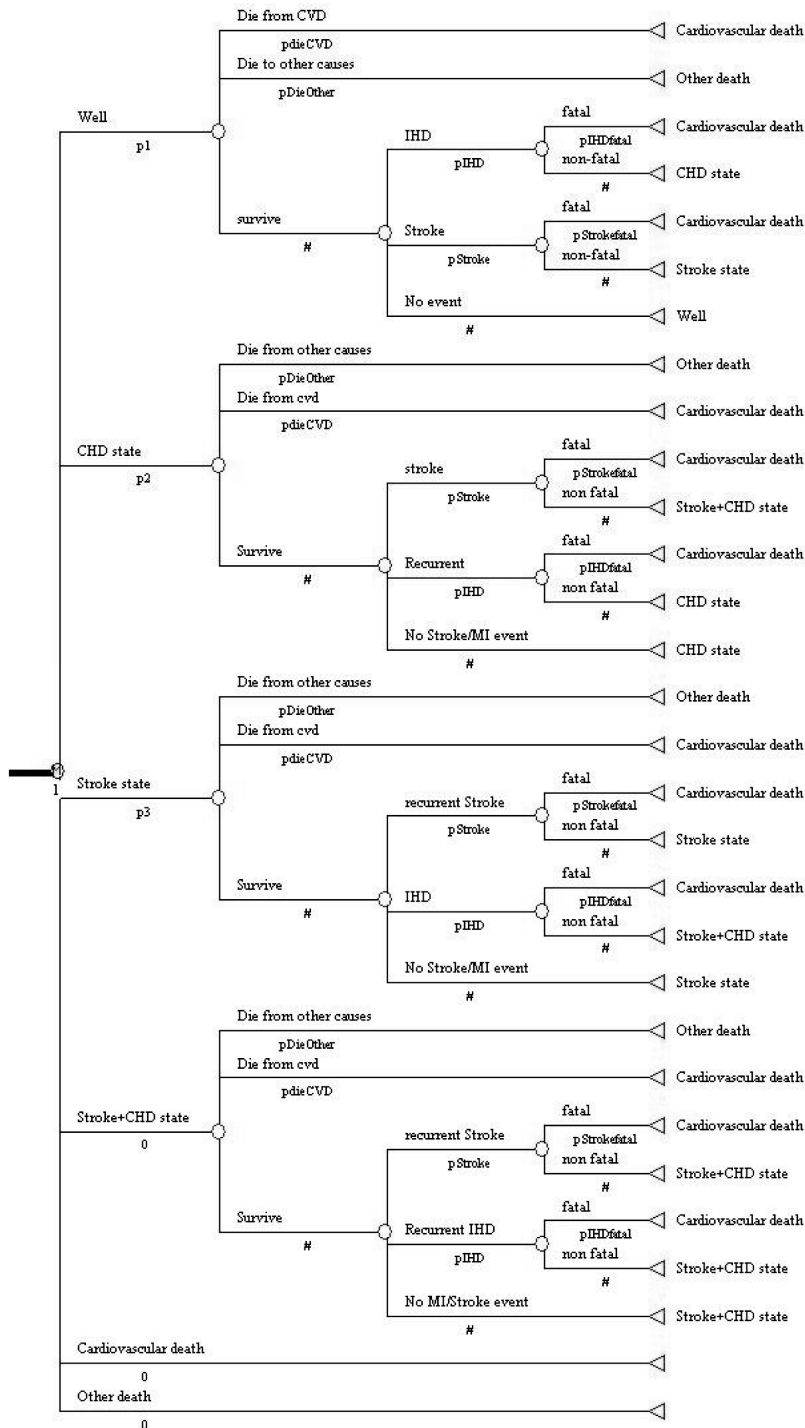 Die from CVD
pdieCVD
Cardiovascular death
Die to other causes
pDieOther
Other death
Well
p1
fatal
pIHDfatal
Cardiovascular death
IHD
pIHD
non-fatal
#
CHD state
survive
#
fatal
pStrokefatal
Cardiovascular death
Stroke
pStroke
non-fatal
#
Stroke state
No event
#
Well
Die from other causes
pDieOther
Other death
Die from cvd
pdieCVD
Cardiovascular death
CHD state
p2
fatal
pStrokefatal
Cardiovascular death
stroke
pStroke
non fatal
#
Stroke+CHD state
Survive
#
fatal
pIHDfatal
Cardiovascular death
Recurrent
pIHD
non fatal
#
CHD state
No Stroke/MI event
#
CHD state
Die from other causes
pDieOther
Other death
Die from cvd
pdieCVD
Cardiovascular death
1
Stroke state
p3
fatal
pStrokefatal
Cardiovascular death
recurrent Stroke
pStroke
non fatal
#
Stroke state
Survive
#
fatal
pIHDfatal
Cardiovascular death
IHD
pIHD
non fatal
#
Stroke+CHD state
No Stroke/MI event
#
Stroke state
Die from other causes
pDieOther
Other death
Die from cvd
pdieCVD
Cardiovascular death
Stroke+CHD state
0
fatal
pStrokefatal
Cardiovascular death
recurrent Stroke
pStroke
non fatal
#
Stroke+CHD state
Survive
#
fatal
pIHDfatal
Cardiovascular death
Recurrent IHD
pIHD
non fatal
#
Stroke+CHD state
No MI/Stroke event
#
Stroke+CHD state
Cardiovascular death
0
Other death
0